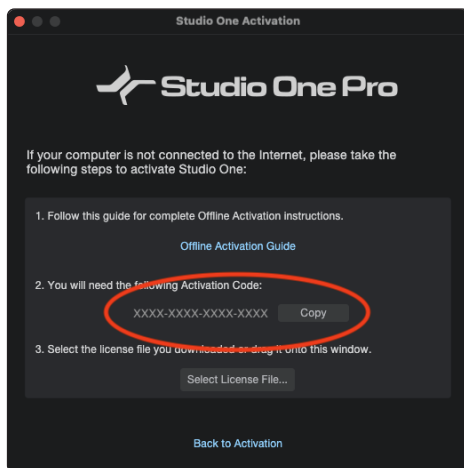 Studio One Activation
Studio One Pro
If your computer is not connected to the Internet, please take the
following steps to activate Studio One:
1. Follow this guide for complete Offline Activation instructions.
Offline Activation Guide
2. You will need the following Activation Code:
XXXX-XXXX-XXXX-XXXX Copy
3. Select the license file you downloaded or drag it onto this window.
Select License File...
Back to Activation